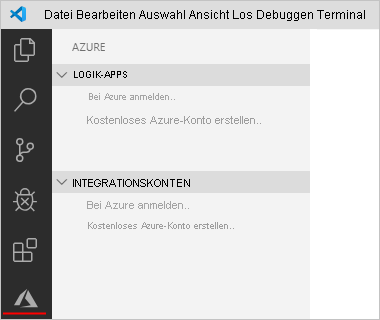 Datei Bearbeiten Auswahl Ansicht Los Debuggen Terminal
AZURE
LOGIK-APPS
Bei Azure anmelden..
Kostenloses Azure-Konto erstellen..
INTEGRATIONSKONTEN
Bei Azure anmelden..
Kostenloses Azure-Konto erstellen..